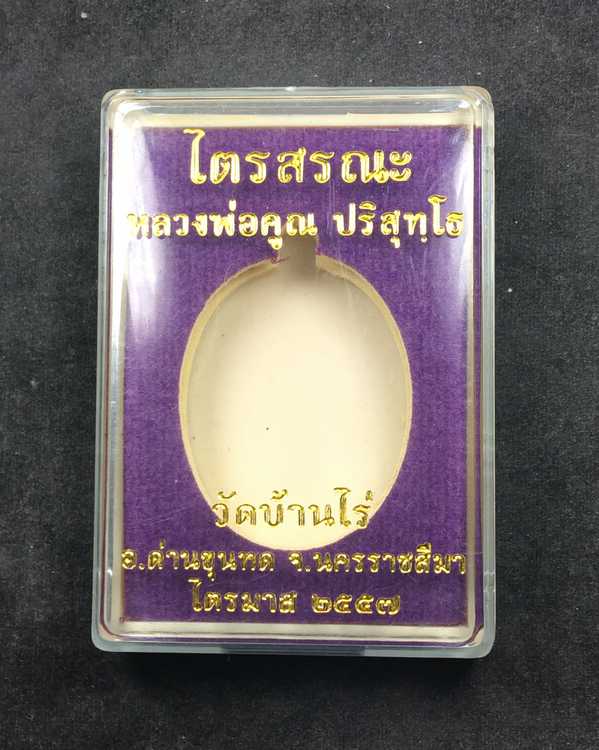 ไตรสรณะ
หลวงพ่อคูณ ปริสุทฺโธ
วัดบ้านไร่
อ.ด่านขุนทด จ.นครราชสีมา
ไตรมาส ๒๕๕๗